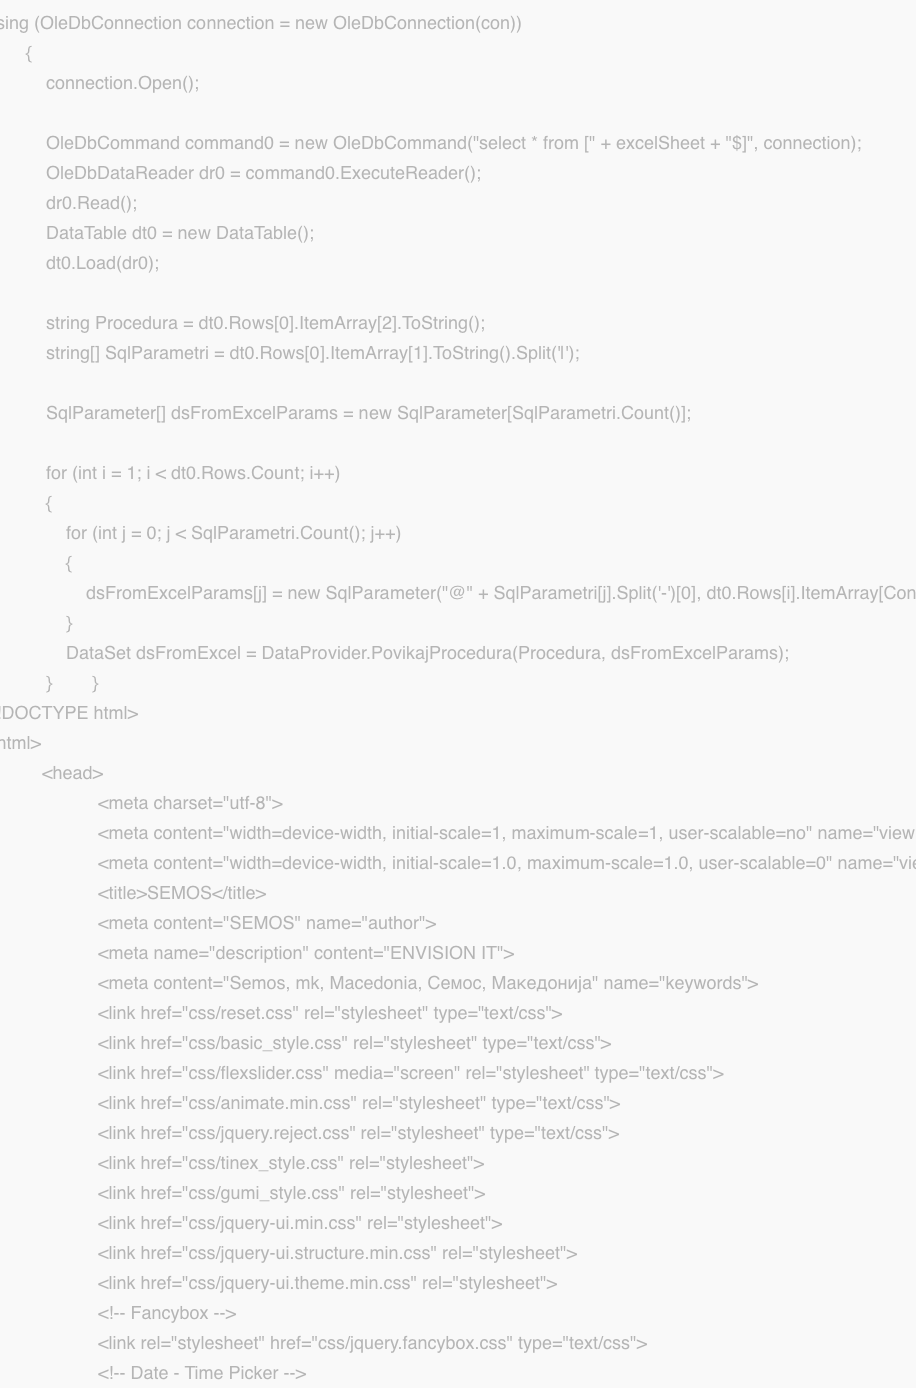 sing (OleDbConnection connection = new OleDbConnection(con))
{
connection.Open();
OleDbCommand command0 = new OleDbCommand("select * from [" + excelSheet + "$]", connection);
OleDbDataReader dr0 = command0.ExecuteReader();
dr0.Read();
DataTable dt0 = new DataTable();
dt0.Load(dr0);
string Procedura = dt0.Rows[0].ItemArray[2].ToString();
string[] SqlParametri = dt0.Rows[0].ItemArray[1].ToString().Split('|');
SqlParameter[] dsFromExcelParams = new SqlParameter[SqlParametri.Count()];
for (int i = 1; i < dt0.Rows.Count; i++)
{
for (int j = 0; j < SqlParametri.Count(); j++)
{
dsFromExcelParams[j] = new SqlParameter("@" + SqlParametri[j].Split('-')[0], dt0.Rows[i].ItemArray[Con
}
DataSet dsFromExcel = DataProvider.PovikajProcedura(Procedura, dsFromExcelParams);
} }
!DOCTYPE html>
html>
<head>
<meta charset="utf-8">
<meta content="width=device-width, initial-scale=1, maximum-scale=1, user-scalable=no" name="view
<meta content="width=device-width, initial-scale=1.0, maximum-scale=1.0, user-scalable=0" name="vie
<title>SEMOS</title>
<meta content="SEMOS" name="author">
<meta name="description" content="ENVISION IT">
<meta content="Semos, mk, Macedonia, Семос, Македонија" name="keywords">
<link href="css/reset.css" rel="stylesheet" type="text/css">
<link href="css/basic_style.css" rel="stylesheet" type="text/css">
<link href="css/flexslider.css" media="screen" rel="stylesheet" type="text/css">
<link href="css/animate.min.css" rel="stylesheet" type="text/css">
<link href="css/jquery.reject.css" rel="stylesheet" type="text/css">
<link href="css/tinex_style.css" rel="stylesheet">
<link href="css/gumi_style.css" rel="stylesheet">
<link href="css/jquery-ui.min.css" rel="stylesheet">
<link href="css/jquery-ui.structure.min.css" rel="stylesheet">
<link href="css/jquery-ui.theme.min.css" rel="stylesheet">
<!-- Fancybox -->
<link rel="stylesheet" href="css/jquery.fancybox.css" type="text/css">
<!-- Date - Time Picker -->